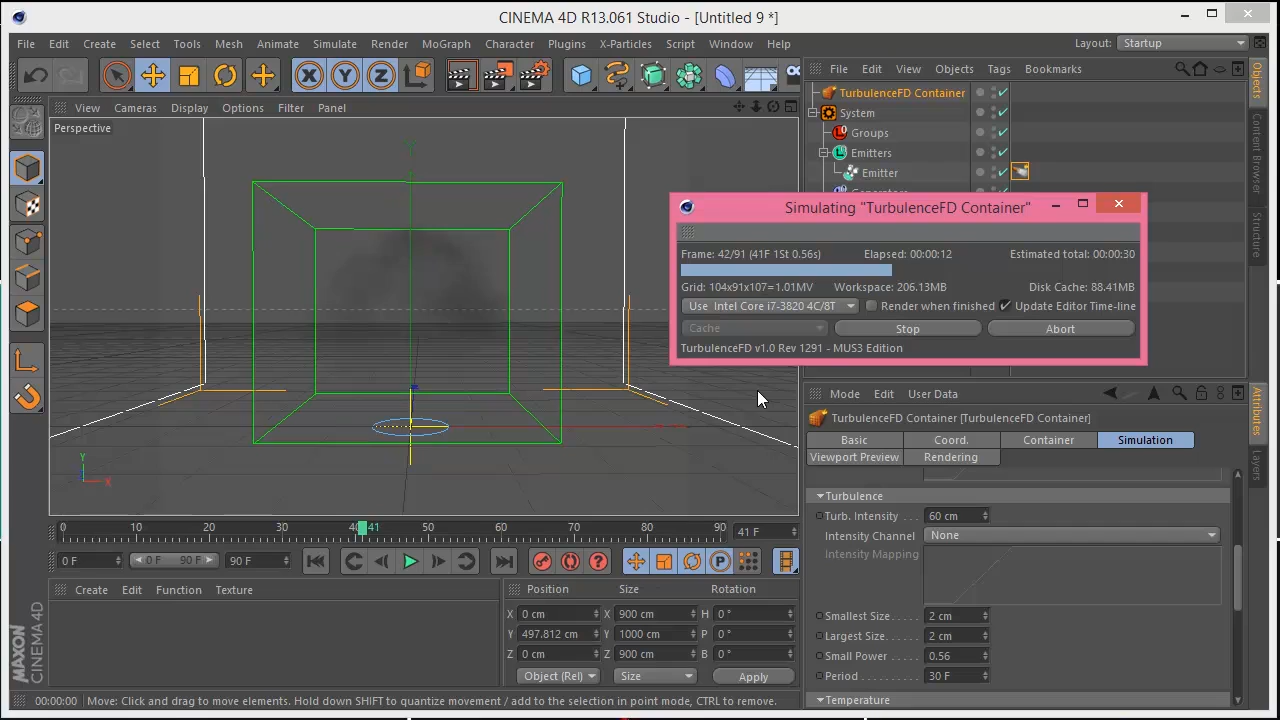 CINEMA 4D R13.061 Studio - [Untitled 9 *]
File Edit Create Select Tools Mesh Animate Simulate Render MoGraph Character Plugins X-Particles Script Window Help Layout: Startup
File Edit View Objects Tags Bookmarks
View Cameras Display Options Filter Panel
Perspective
TurbulenceFD Container
System
Groups
Emitters
Emitter
Simulating "TurbulenceFD Container"
Frame: 42/91 (41F 1St 0.56s) Elapsed: 00:00:12 Estimated total: 00:00:30
Grid: 104x91x107=1.01MV Workspace: 206.13MB Disk Cache: 88.41MB
Use Intel Core i7-3820 4C/8T Render when finished Update Editor Time-line
Cache Stop Abort
TurbulenceFD v1.0 Rev 1291 - MUS3 Edition
Objects
Content Browser
Structure
Mode Edit User Data
TurbulenceFD Container [TurbulenceFD Container]
Basic Coord. Container Simulation
Viewport Preview Rendering
Attributes
Layers
Turbulence
Turb. Intensity 60 cm
Intensity Channel None
Intensity Mapping
Smallest Size 2 cm
Largest Size 2 cm
Small Power 0.56
Period 30 F
Temperature
Y
X
0 10 20 30 40 41 50 60 70 80 90 41 F
0 F 0 F 90 F 90 F
Create Edit Function Texture
Position Size Rotation
X 0 cm X 900 cm H 0 °
Y 497.812 cm Y 1000 cm P 0 °
Z 0 cm Z 900 cm B 0 °
Object (Rel) Size Apply
MAXON CINEMA 4D
00:00:00 Move: Click and drag to move elements. Hold down SHIFT to quantize movement / add to the selection in point mode, CTRL to remove.